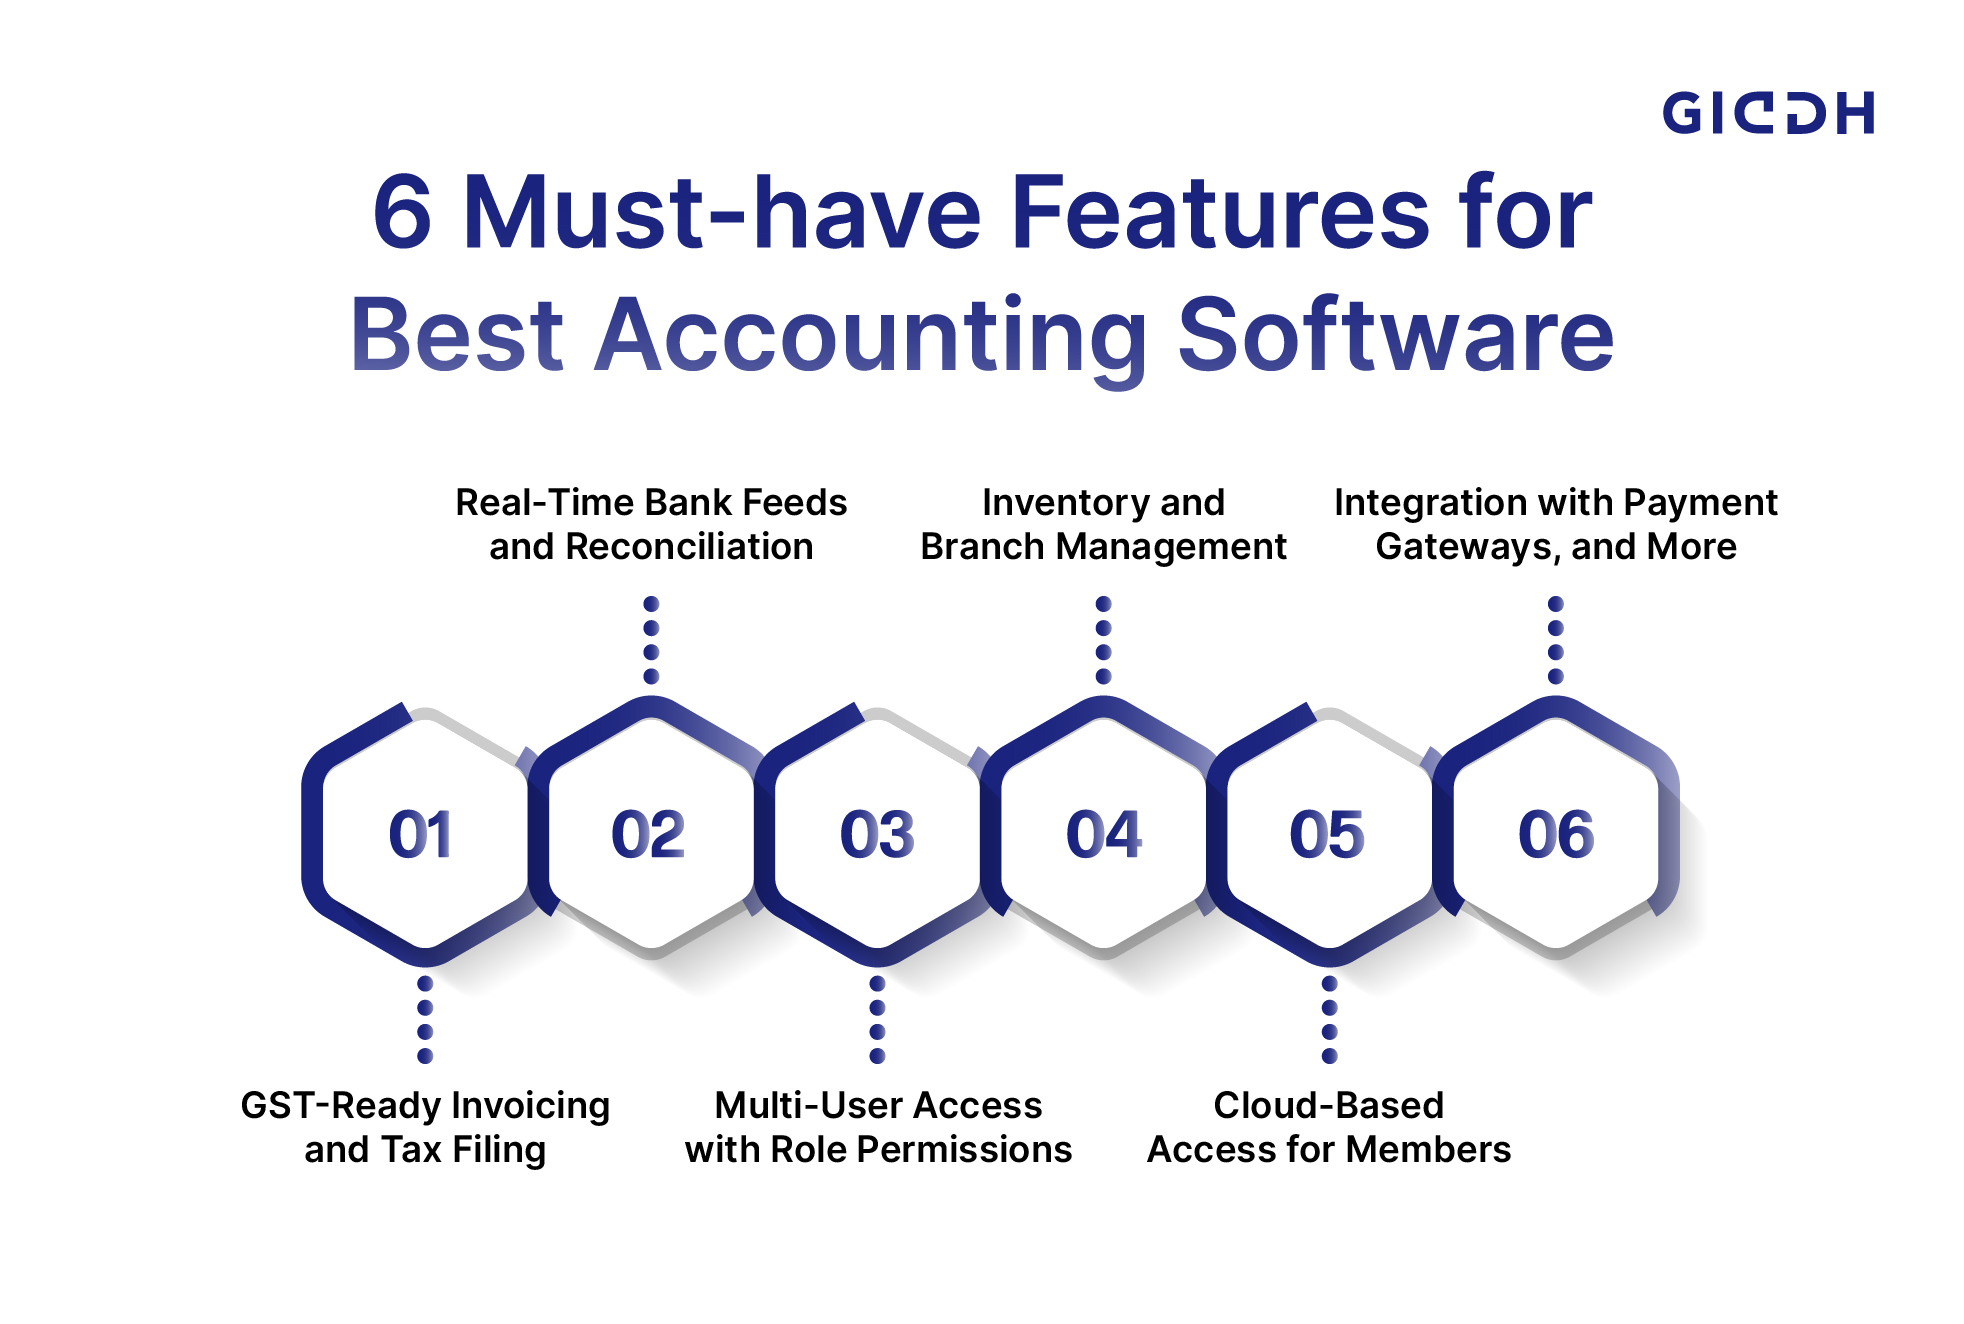 GIDDH
6 Must-have Features for
Best Accounting Software
Real-Time Bank Feeds
and Reconciliation
Inventory and
Branch Management
Integration with Payment
Gateways, and More
01
02
03
04
05
06
GST-Ready Invoicing
and Tax Filing
Multi-User Access
with Role Permissions
Cloud-Based
Access for Members